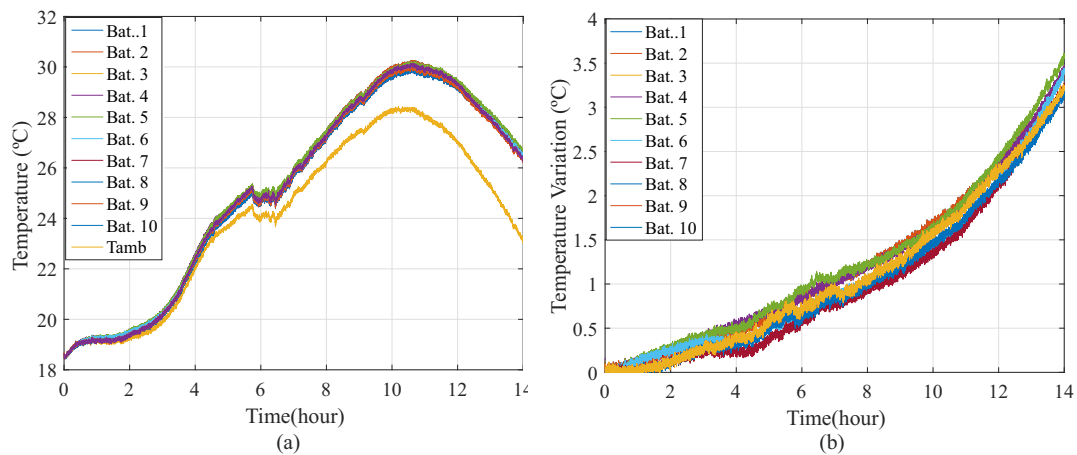 32
30
28
26
24
22
20
18
Temperature (ºC)
Bat..1
Bat. 2
Bat. 3
Bat. 4
Bat. 5
Bat. 6
Bat. 7
Bat. 8
Bat. 9
Bat. 10
Tamb
0 2 4 6 8 10 12 14
Time(hour)
(a)
4
3.5
3
2.5
2
1.5
1
0.5
0
Temperature Variation (ºC)
Bat..1
Bat. 2
Bat. 3
Bat. 4
Bat. 5
Bat. 6
Bat. 7
Bat. 8
Bat. 9
Bat. 10
0 2 4 6 8 10 12 14
Time(hour)
(b)